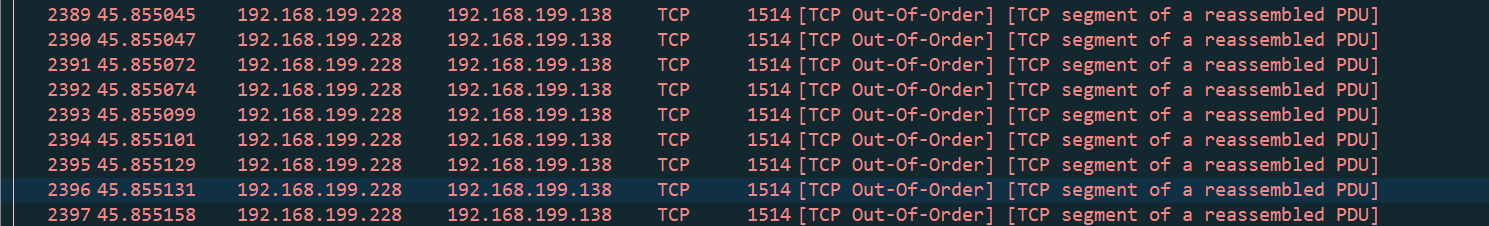 2389 45.855045 192.168.199.228 192.168.199.138 TCP 1514 [TCP Out-Of-Order] [TCP segment of a reassembled PDU]
2390 45.855047 192.168.199.228 192.168.199.138 TCP 1514 [TCP Out-Of-Order] [TCP segment of a reassembled PDU]
2391 45.855072 192.168.199.228 192.168.199.138 TCP 1514 [TCP Out-Of-Order] [TCP segment of a reassembled PDU]
2392 45.855074 192.168.199.228 192.168.199.138 TCP 1514 [TCP Out-Of-Order] [TCP segment of a reassembled PDU]
2393 45.855099 192.168.199.228 192.168.199.138 TCP 1514 [TCP Out-Of-Order] [TCP segment of a reassembled PDU]
2394 45.855101 192.168.199.228 192.168.199.138 TCP 1514 [TCP Out-Of-Order] [TCP segment of a reassembled PDU]
2395 45.855129 192.168.199.228 192.168.199.138 TCP 1514 [TCP Out-Of-Order] [TCP segment of a reassembled PDU]
2396 45.855131 192.168.199.228 192.168.199.138 TCP 1514 [TCP Out-Of-Order] [TCP segment of a reassembled PDU]
2397 45.855158 192.168.199.228 192.168.199.138 TCP 1514 [TCP Out-Of-Order] [TCP segment of a reassembled PDU]